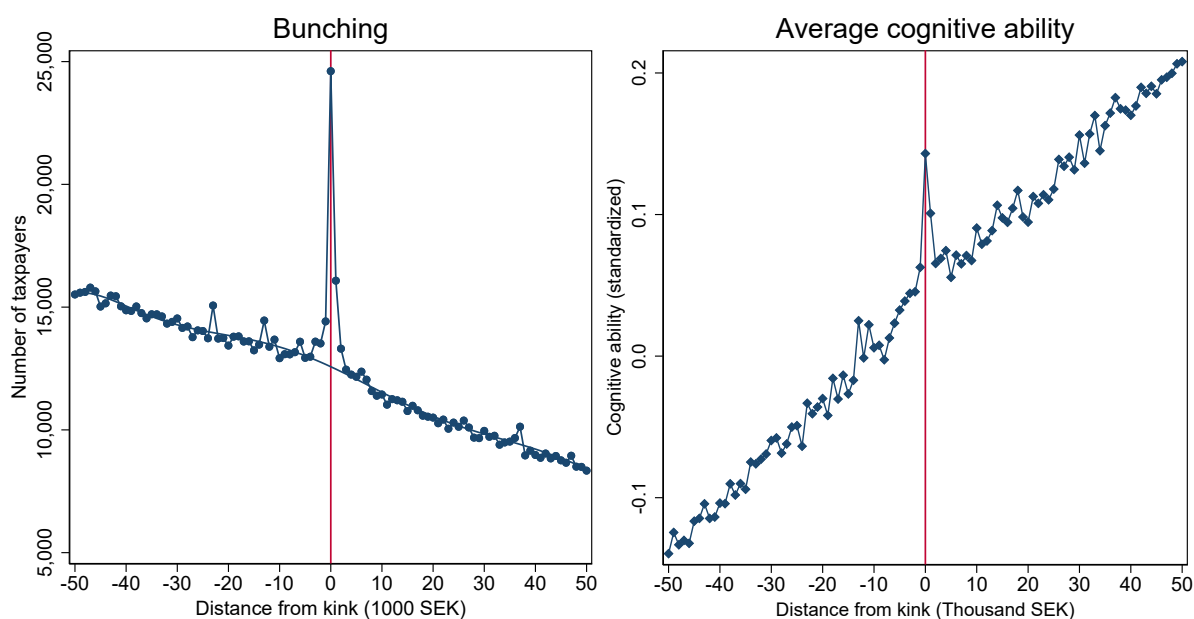 Bunching
Number of taxpayers
25,000
20,000
15,000
10,000
5,000
-50 -40 -30 -20 -10 0 10 20 30 40 50
Distance from kink (1000 SEK)
Average cognitive ability
Cognitive ability (standardized)
0.2
0.1
0.0
-0.1
-50 -40 -30 -20 -10 0 10 20 30 40 50
Distance from kink (Thousand SEK)